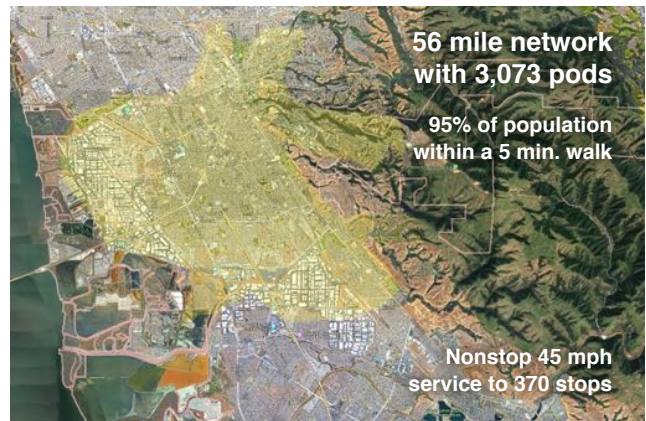 56 mile network
with 3,073 pods
95% of population
within a 5 min. walk
Nonstop 45 mph
service to 370 stops